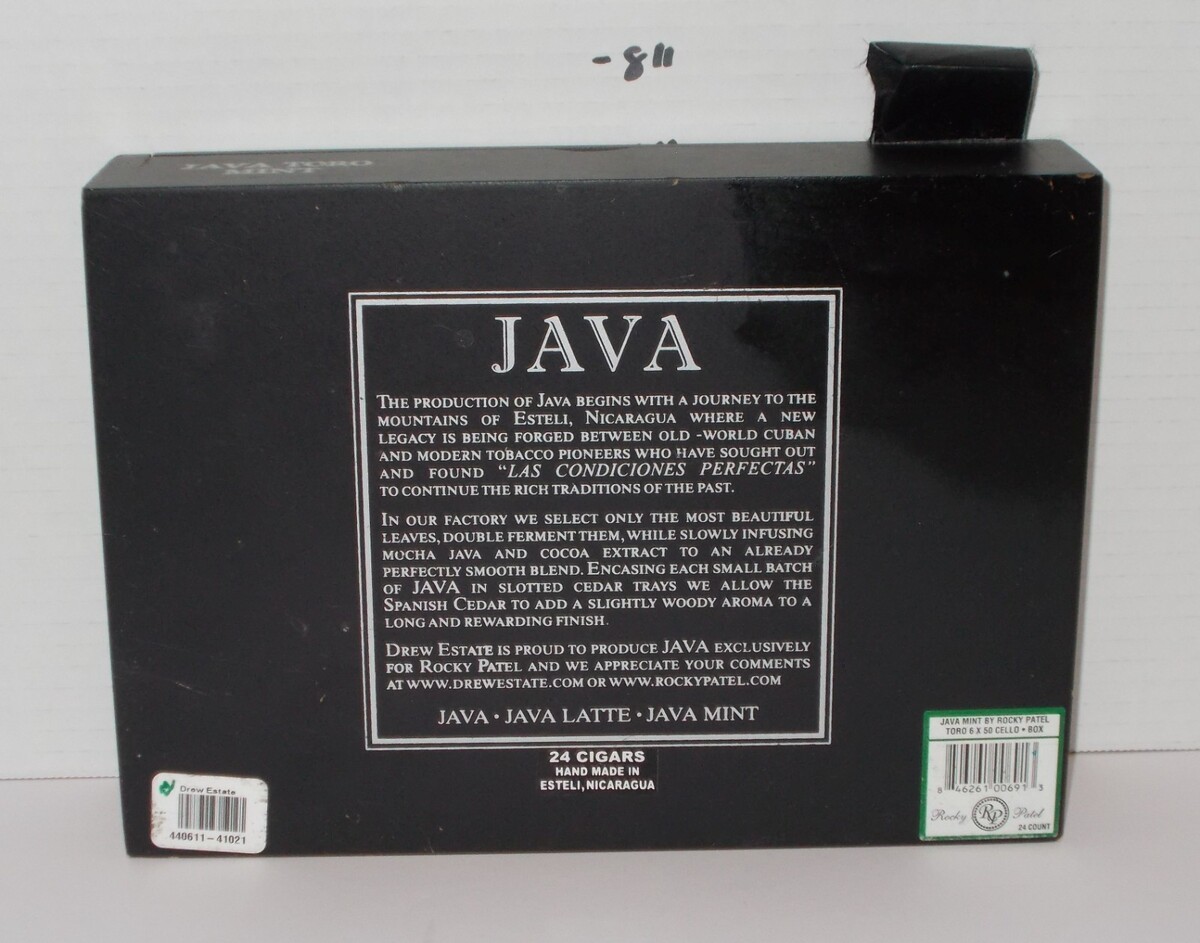 -8"
JAVA TORO
MINT
JAVA
THE PRODUCTION OF JAVA BEGINS WITH A JOURNEY TO THE
MOUNTAINS OF ESTELI, NICARAGUA WHERE A NEW
LEGACY IS BEING FORGED BETWEEN OLD -WORLD CUBAN
AND MODERN TOBACCO PIONEERS WHO HAVE SOUGHT OUT
AND FOUND "LAS CONDICIONES PERFECTAS"
TO CONTINUE THE RICH TRADITIONS OF THE PAST.
IN OUR FACTORY WE SELECT ONLY THE MOST BEAUTIFUL
LEAVES, DOUBLE FERMENT THEM, WHILE SLOWLY INFUSING
MOCHA JAVA AND COCOA EXTRACT TO AN ALREADY
PERFECTLY SMOOTH BLEND. ENCASING EACH SMALL BATCH
OF JAVA IN SLOTTED CEDAR TRAYS WE ALLOW THE
SPANISH CEDAR TO ADD A SLIGHTLY WOODY AROMA TO A
LONG AND REWARDING FINISH.
DREW ESTATE IS PROUD TO PRODUCE JAVA EXCLUSIVELY
FOR ROCKY PATEL AND WE APPRECIATE YOUR COMMENTS
AT WWW.DREWESTATE.COM OR WWW.ROCKYPATEL.COM
JAVA • JAVA LATTE • JAVA MINT
24 CIGARS
HAND MADE IN
ESTELI, NICARAGUA
Drew Estate
440611-41021
JAVA MINT BY ROCKY PATEL
TORO 6 X 50 CELLO • BOX
8 46261 00691 3
Rocky RP Patel
24 COUNT